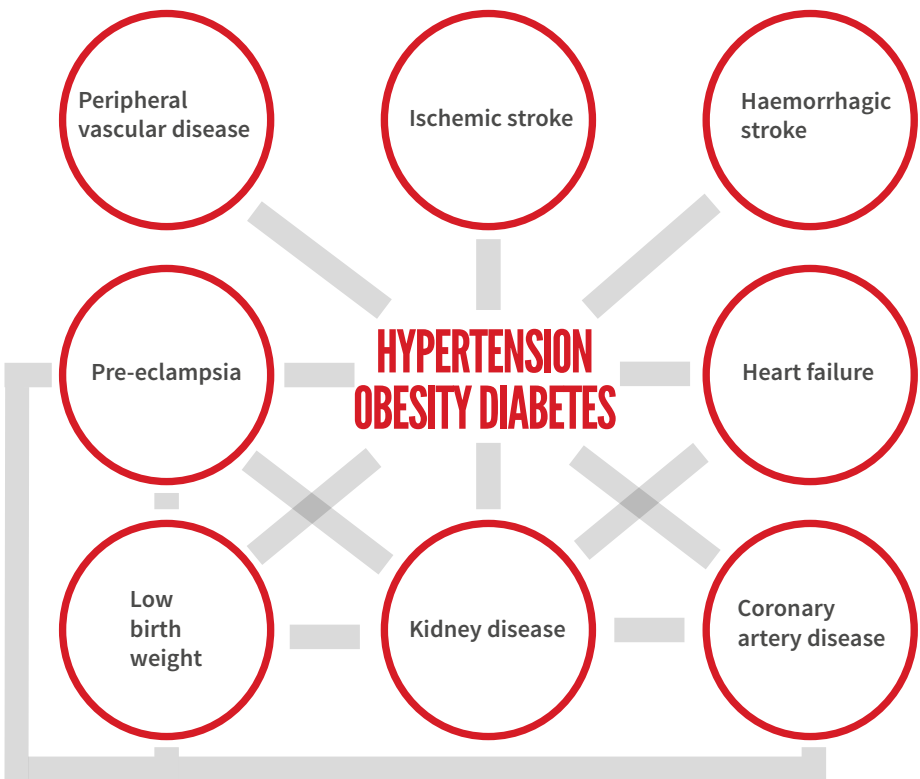 Peripheral
vascular disease
Ischemic stroke
Haemorrhagic
stroke
Pre-eclampsia
HYPERTENSION
OBESITY DIABETES
Heart failure
Low
birth
weight
Kidney disease
Coronary
artery disease